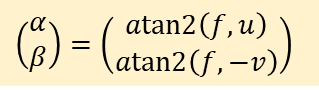 (α β) = (atan2(f, u) atan2(f, −v))